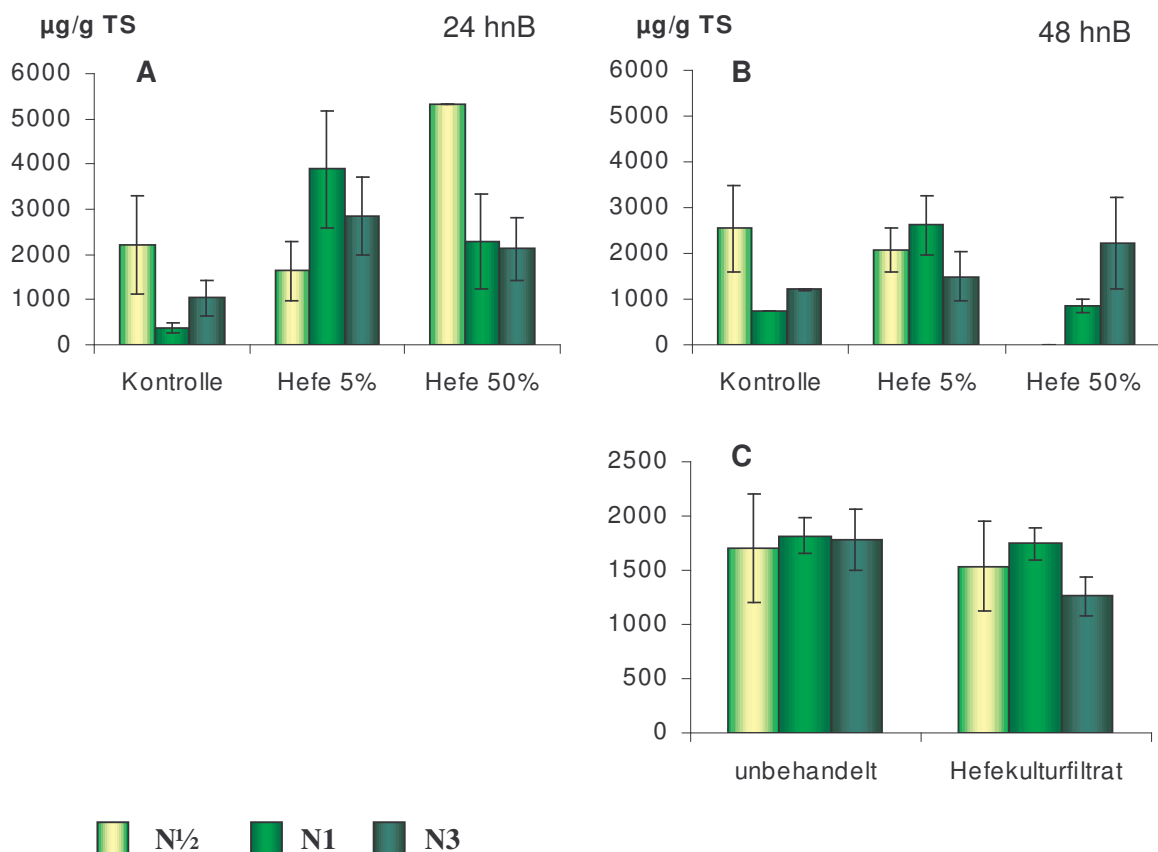 µg/g TS 24 hnB
A
6000
5000
4000
3000
2000
1000
0
Kontrolle Hefe 5% Hefe 50%
µg/g TS 48 hnB
B
6000
5000
4000
3000
2000
1000
0
Kontrolle Hefe 5% Hefe 50%
C
2500
2000
1500
1000
500
0
unbehandelt Hefekulturfiltrat
N½ N1 N3